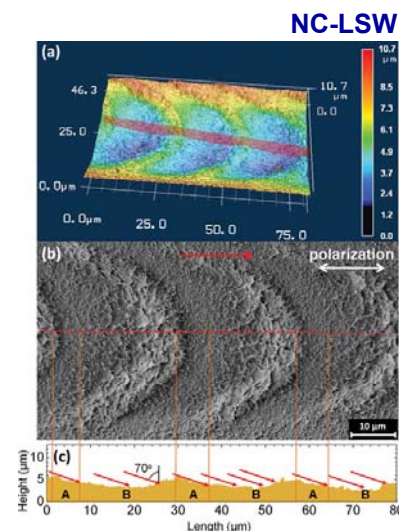 NC-LSW
(a)
10.7
μm
8.5
7.3
6.1
4.9
3.7
2.4
1.2
0.0
46.3
25.0
0.0μm
10.7
μm
0.0
0.0μm
25.0
50.0
75.0
(b)
polarization
10 μm
(c)
Height (μm)
10
5
0
70°
A B A B A B
0 10 20 30 40 50 60 70 80
Length (μm)